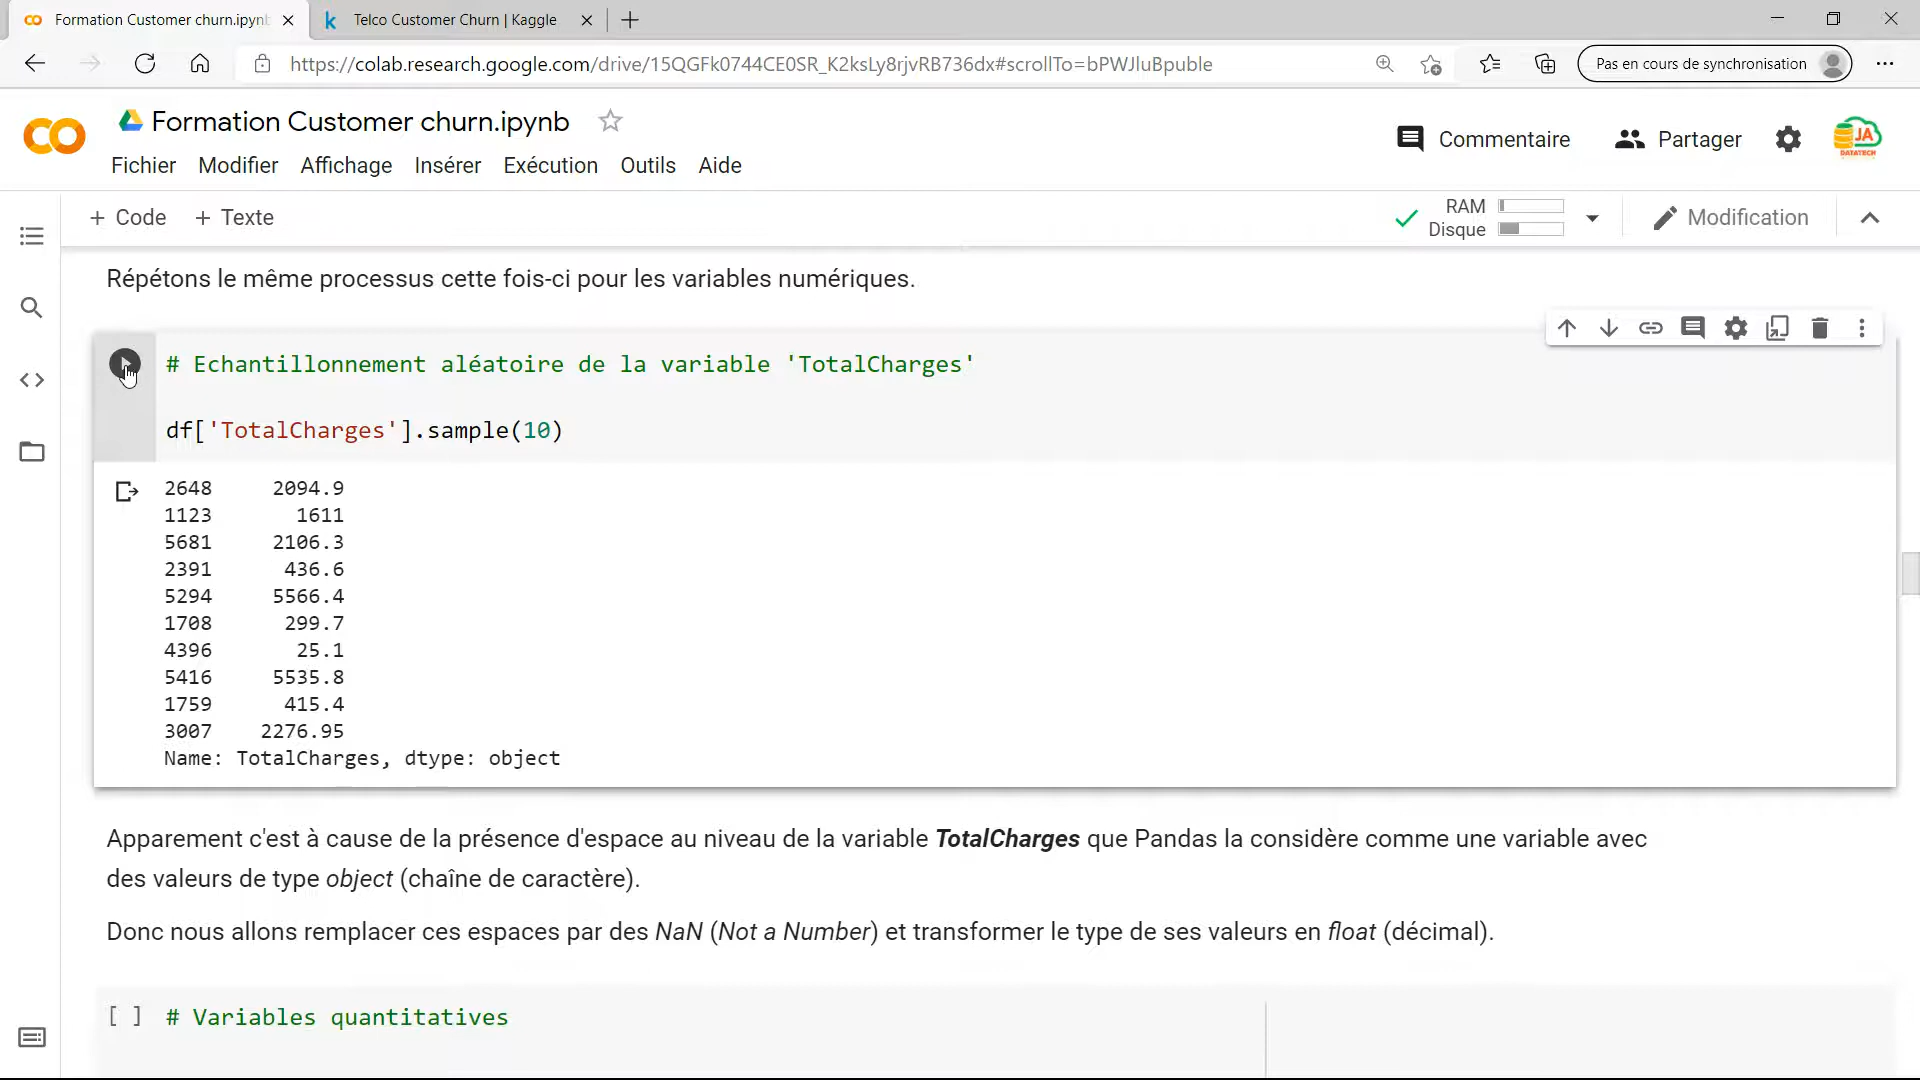 Formation Customer churn.ipynb
Telco Customer Churn | Kaggle
https://colab.research.google.com/drive/15QGFk0744CE0SR_K2ksLy8rjvRB736dx#scrollTo=bPWJluBpuble
Pas en cours de synchronisation
Formation Customer churn.ipynb
Commentaire
Partager
JA
DATATECH
Fichier Modifier Affichage Insérer Exécution Outils Aide
+ Code + Texte
RAM
Disque
Modification
Répétons le même processus cette fois-ci pour les variables numériques.
# Echantillonnement aléatoire de la variable 'TotalCharges'
df['TotalCharges'].sample(10)
2648 2094.9
1123 1611
5681 2106.3
2391 436.6
5294 5566.4
1708 299.7
4396 25.1
5416 5535.8
1759 415.4
3007 2276.95
Name: TotalCharges, dtype: object
Apparement c'est à cause de la présence d'espace au niveau de la variable TotalCharges que Pandas la considère comme une variable avec
des valeurs de type object (chaîne de caractère).
Donc nous allons remplacer ces espaces par des NaN (Not a Number) et transformer le type de ses valeurs en float (décimal).
[ ] # Variables quantitatives